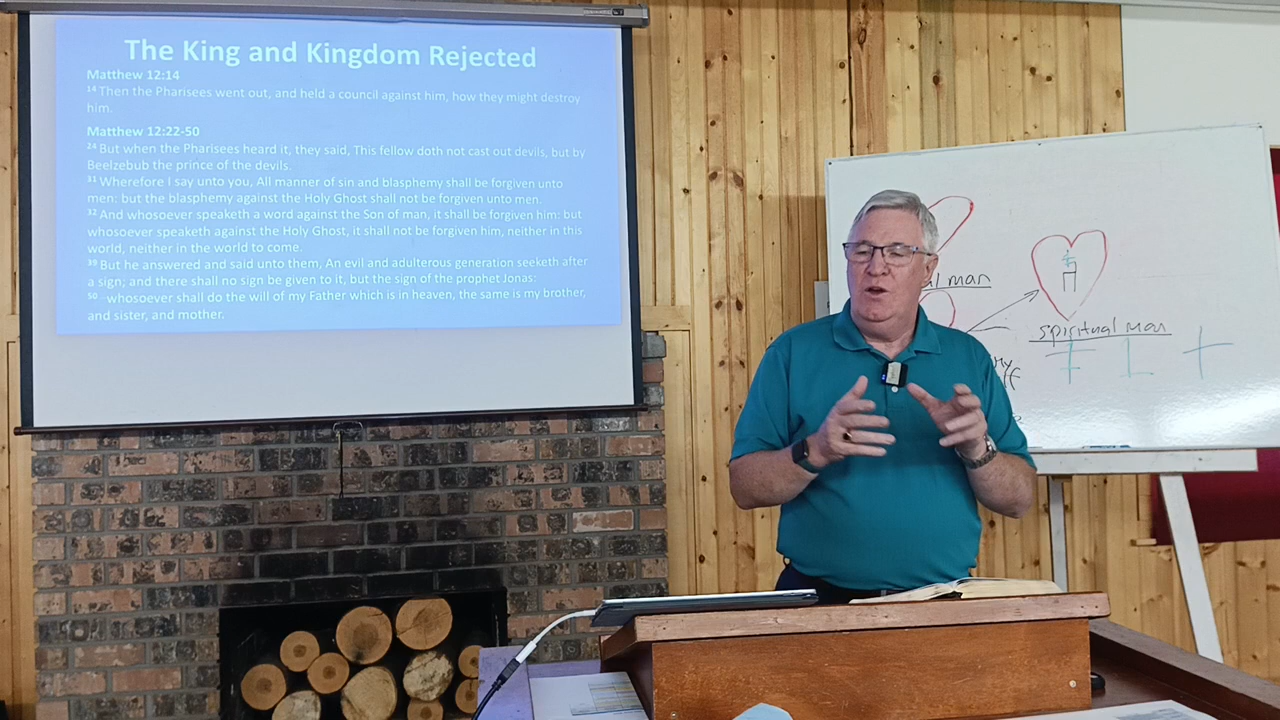 The King and Kingdom Rejected
Matthew 12:14
14 Then the Pharisees went out, and held a council against him, how they might destroy
him.
Matthew 12:22-50
24 But when the Pharisees heard it, they said, This fellow doth not cast out devils, but by
Beelzebub the prince of the devils.
31 Wherefore I say unto you, All manner of sin and blasphemy shall be forgiven unto
men: but the blasphemy against the Holy Ghost shall not be forgiven unto men.
32 And whosoever speaketh a word against the Son of man, it shall be forgiven him: but
whosoever speaketh against the Holy Ghost, it shall not be forgiven him, neither in this
world, neither in the world to come.
39 But he answered and said unto them, An evil and adulterous generation seeketh after
a sign; and there shall no sign be given to it, but the sign of the prophet Jonas:
50 whosoever shall do the will of my Father which is in heaven, the same is my brother,
and sister, and mother.
man
spiritual man